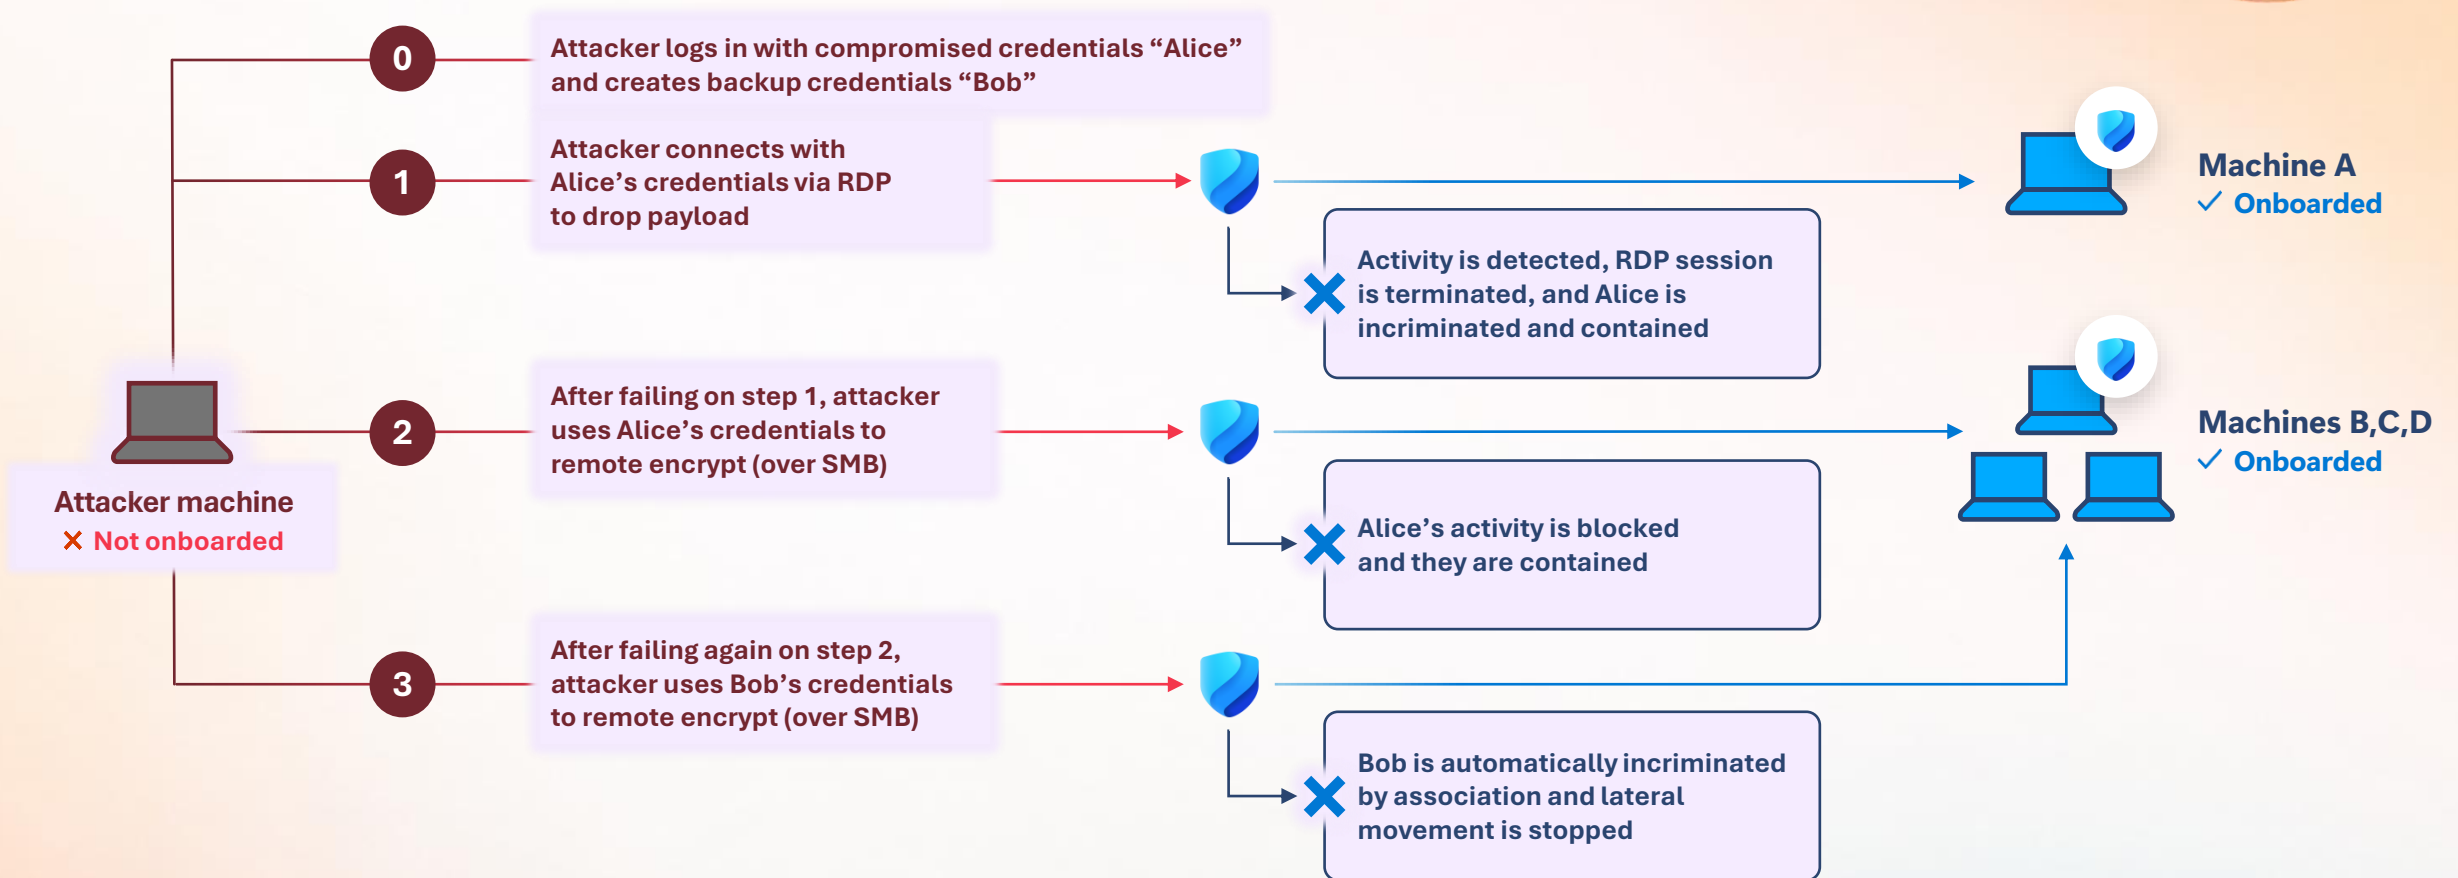 0
Attacker logs in with compromised credentials “Alice”
and creates backup credentials “Bob”
1
Attacker connects with
Alice’s credentials via RDP
to drop payload
Machine A
✓ Onboarded
Activity is detected, RDP session
is terminated, and Alice is
incriminated and contained
Attacker machine
✕ Not onboarded
2
After failing on step 1, attacker
uses Alice’s credentials to
remote encrypt (over SMB)
Machines B,C,D
✓ Onboarded
Alice’s activity is blocked
and they are contained
3
After failing again on step 2,
attacker uses Bob’s credentials
to remote encrypt (over SMB)
Bob is automatically incriminated
by association and lateral
movement is stopped